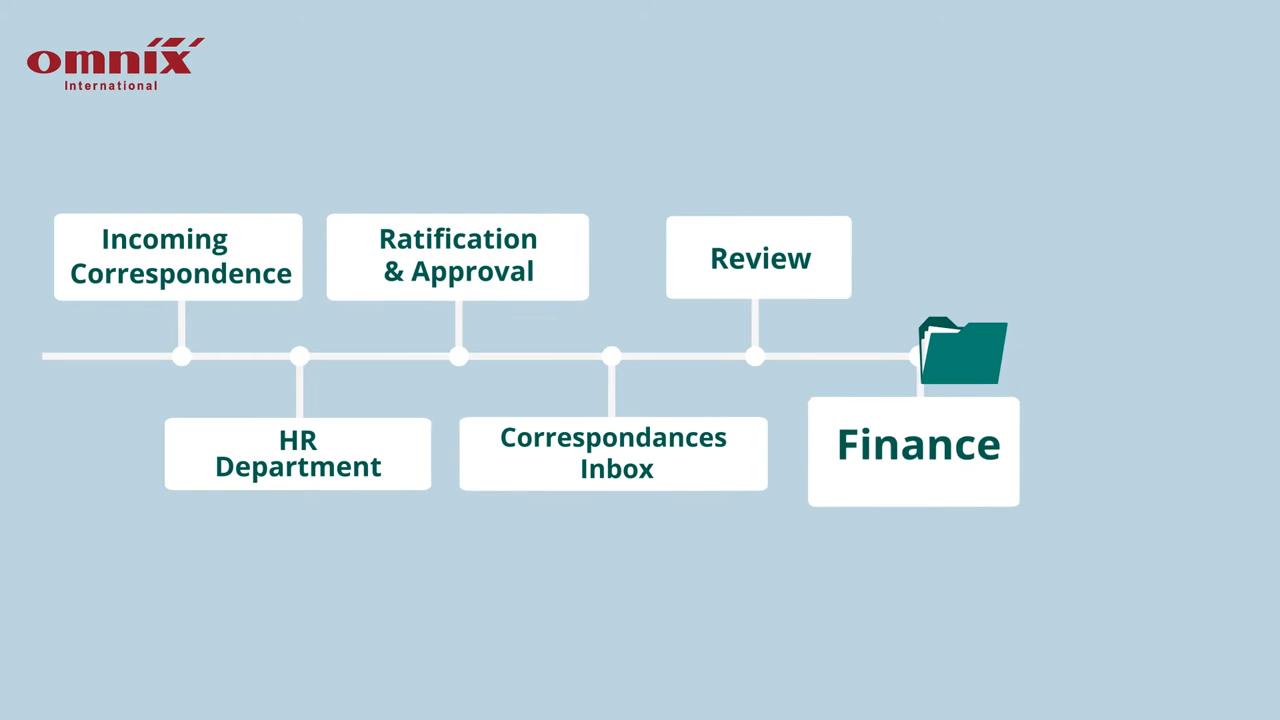 omnix
International
Incoming
Correspondence
Ratification
& Approval
Review
HR
Department
Correspondances
Inbox
Finance